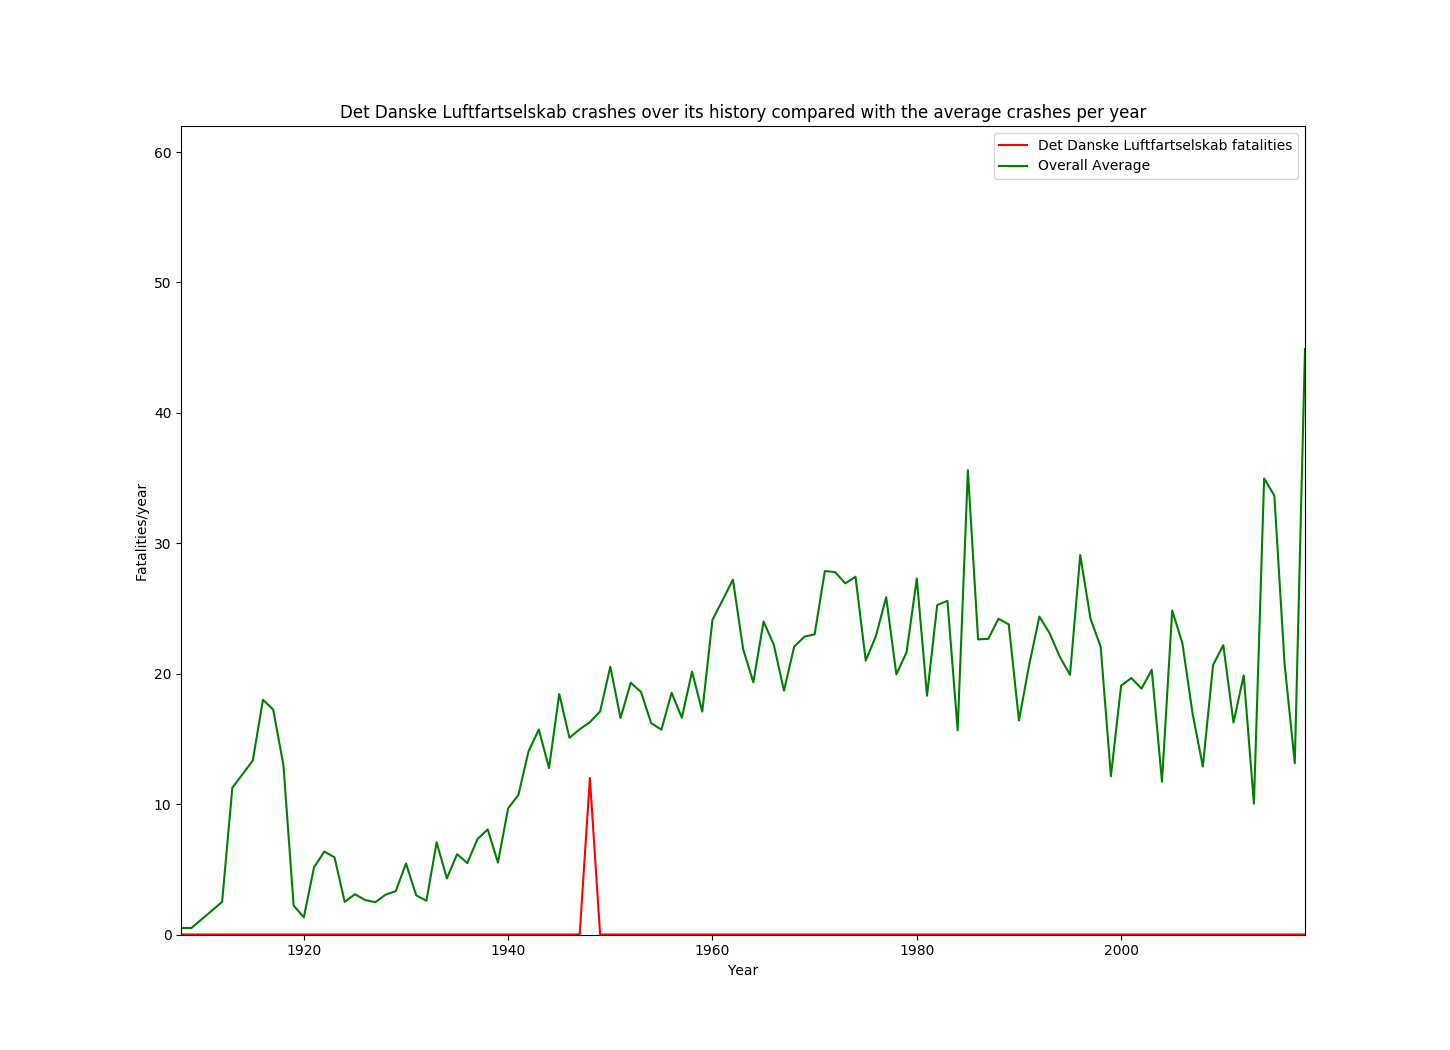 Det Danske Luftfartselskab crashes over its history compared with the average crashes per year
Det Danske Luftfartselskab fatalities
Overall Average
60
50
40
30
20
10
0
Fatalities/year
1920 1940 1960 1980 2000
Year